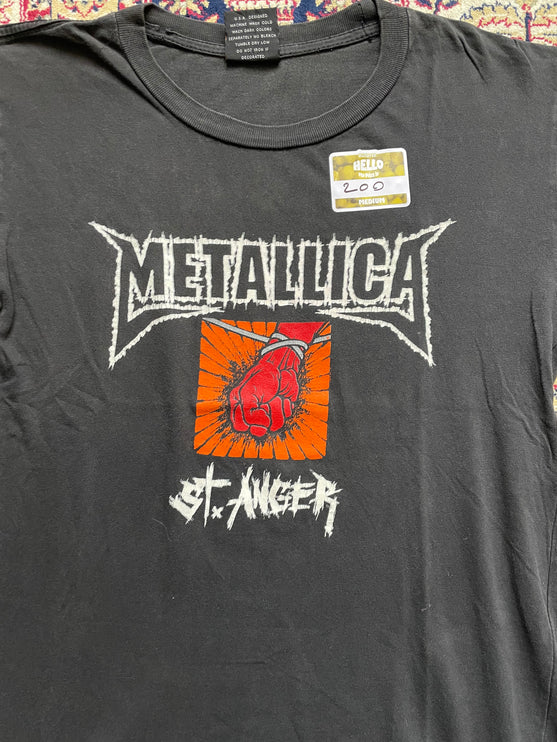 U.S.A. DESIGNED
MACHINE WASH COLD
WASH DARK COLORS
SEPARATELY NO BLEACH
TUMBLE DRY LOW
DO NOT IRON IF
DECORATED.
HELLO
200
MEDIUM
METALLICA
ST. ANGER